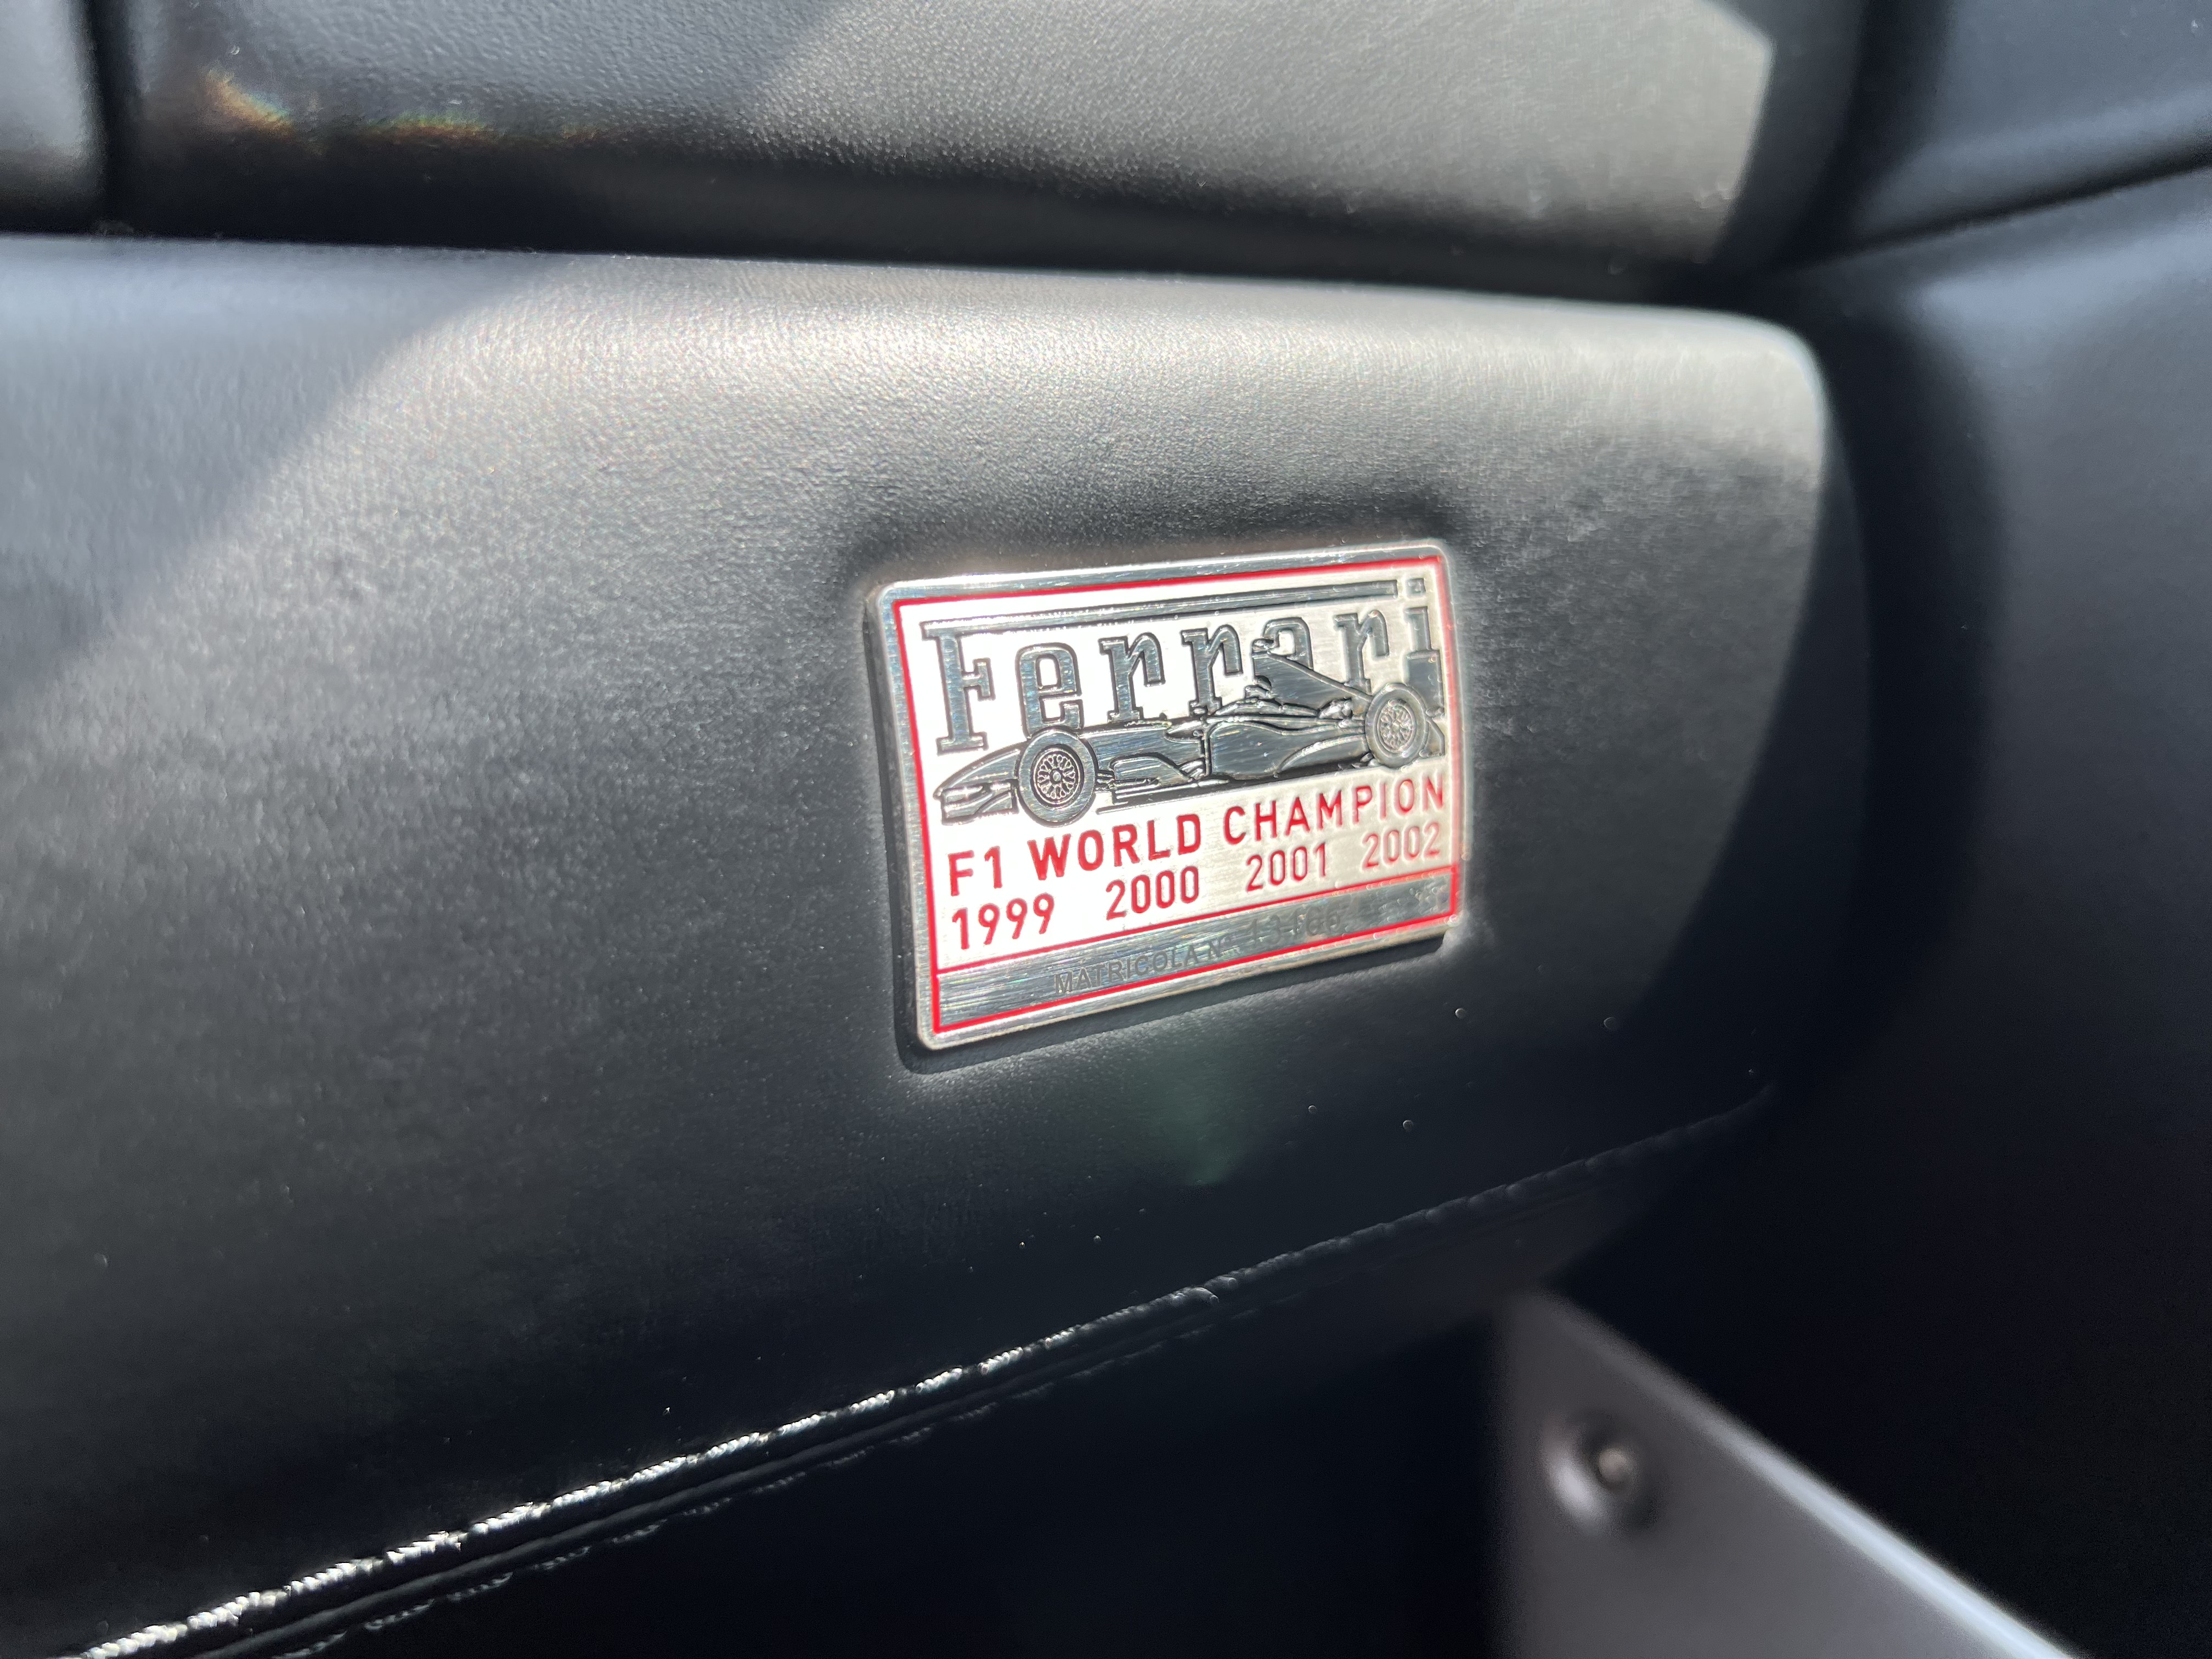 Ferrari
F1 WORLD CHAMPION
1999 2000 2001 2002
MATRICOLA N°